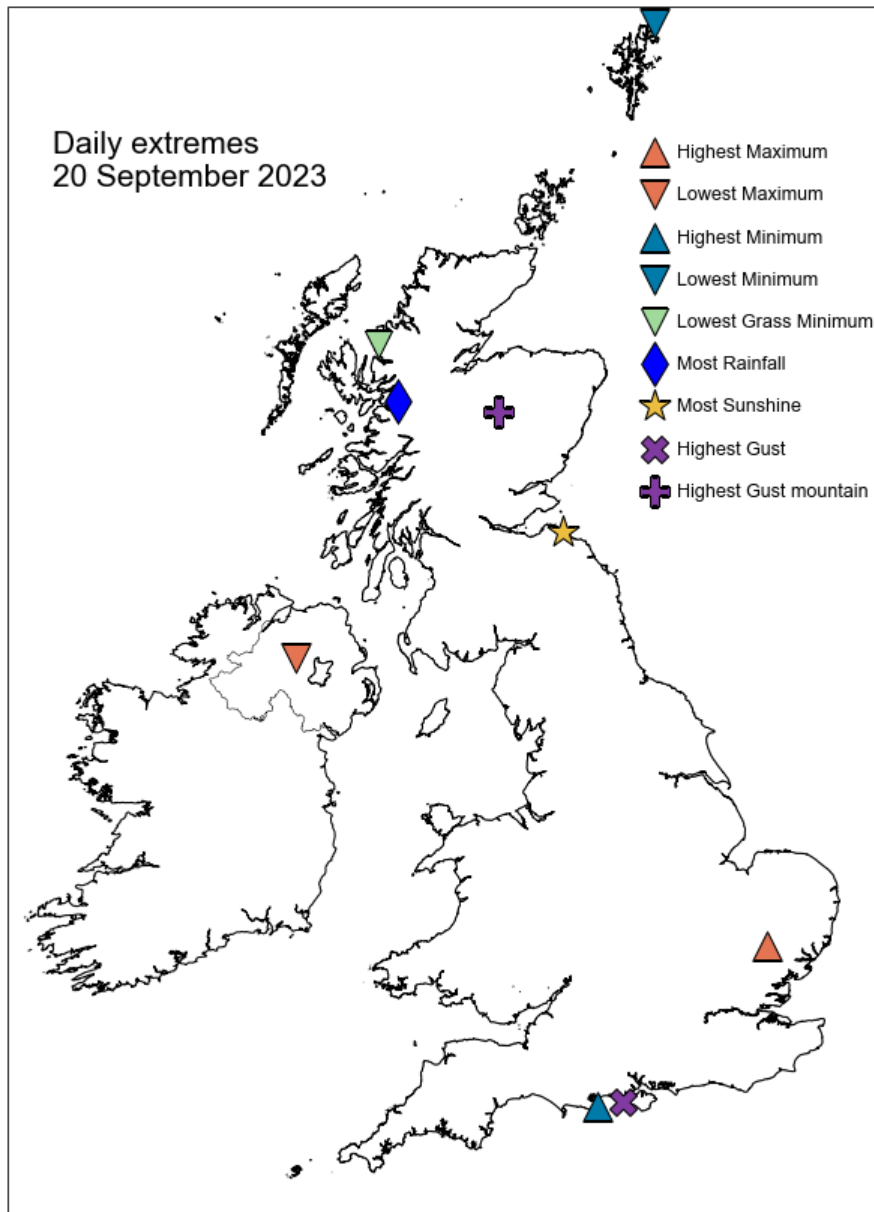 Daily extremes
20 September 2023
Highest Maximum
Lowest Maximum
Highest Minimum
Lowest Minimum
Lowest Grass Minimum
Most Rainfall
Most Sunshine
Highest Gust
Highest Gust mountain